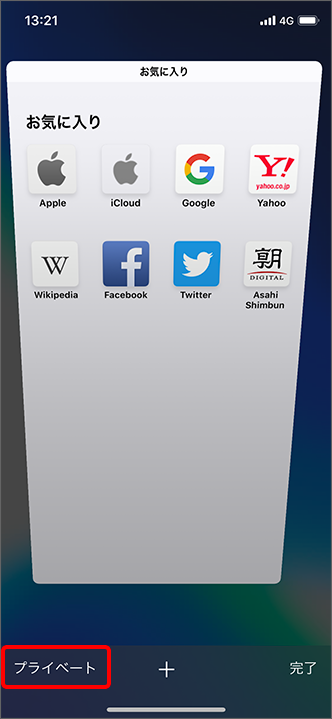 13:21
4G
お気に入り
お気に入り
Apple
iCloud
Google
Yahoo
G
Y!
yahoo.co.jp
Wikipedia
Facebook
Twitter
Asahi
Shimbun
W
f
朝
DIGITAL
プライベート
+
完了